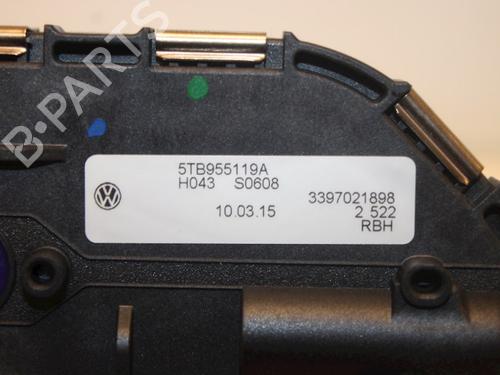 B-PARTS
5TB955119A
H043 S0608
10.03.15
3397021898
2 522
RBH